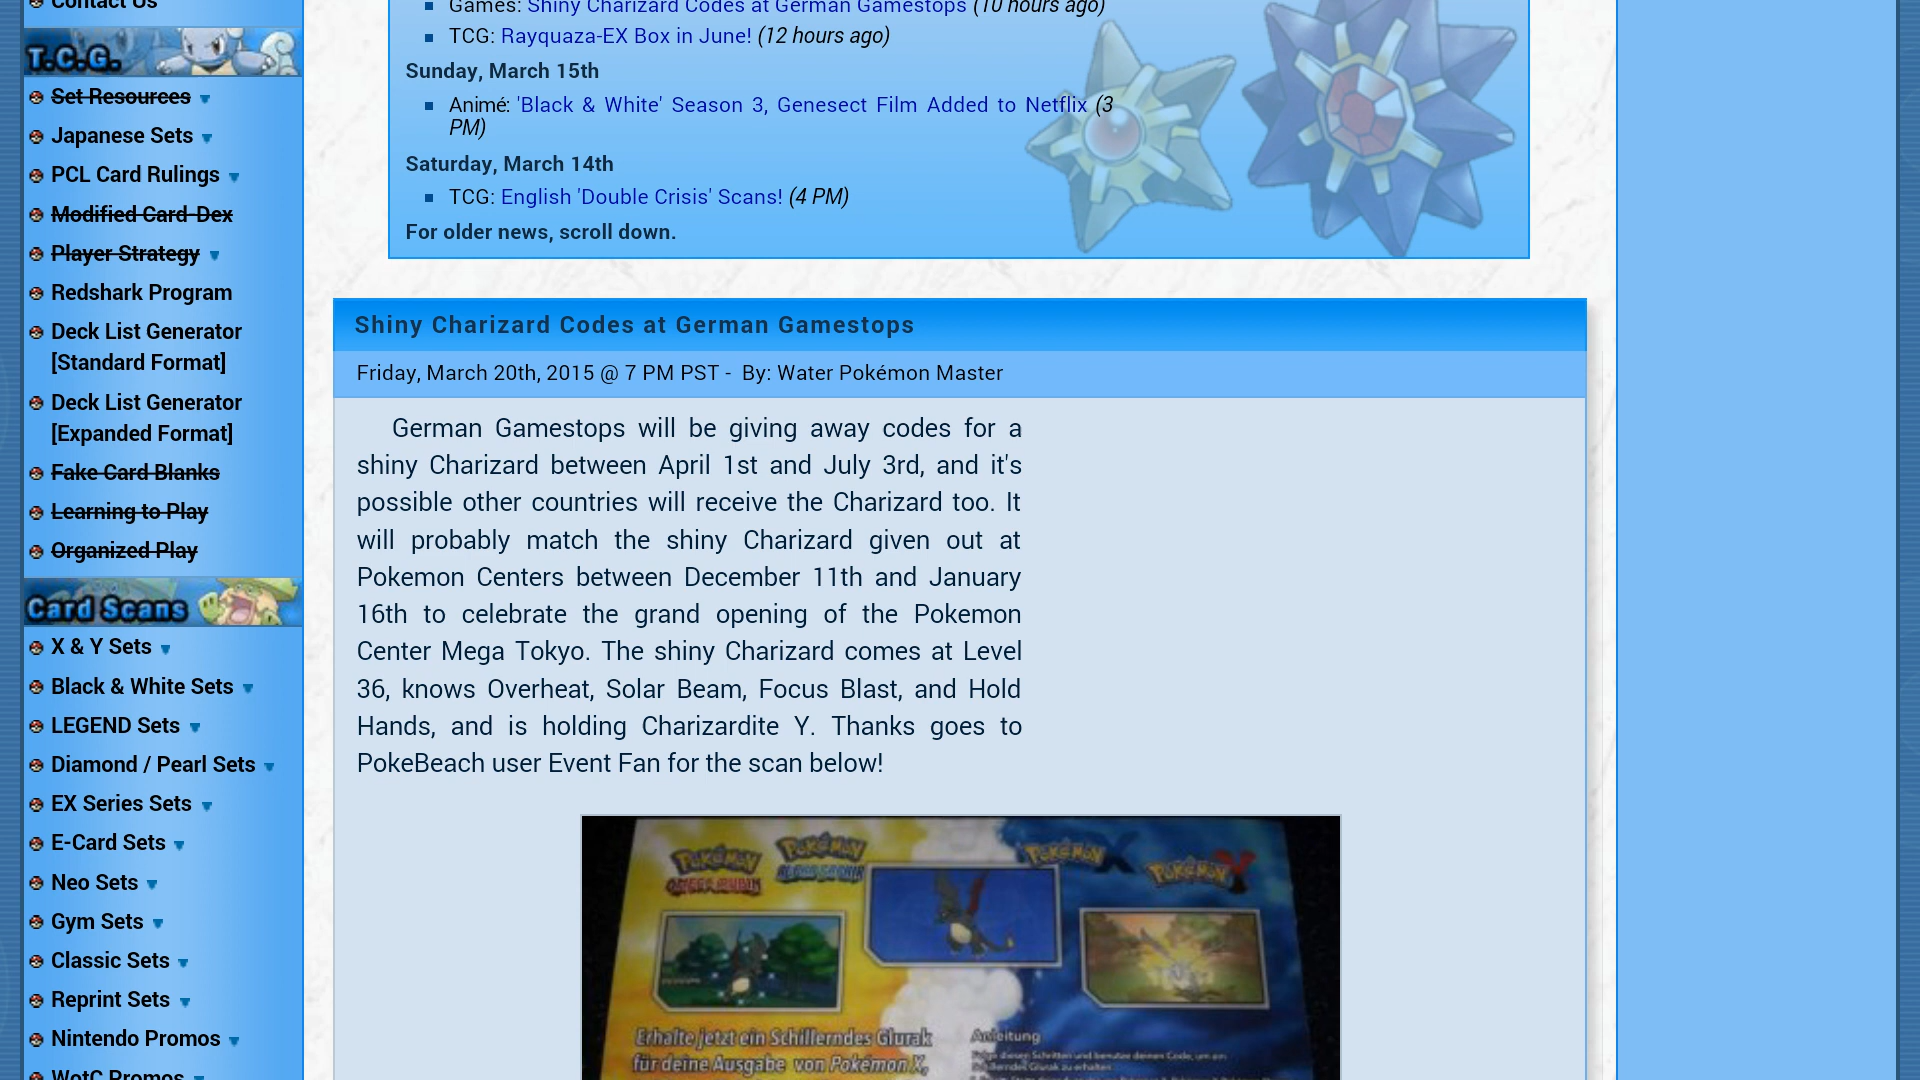 Contact Us
T.C.G.
Set Resources
Japanese Sets
PCL Card Rulings
Modified Card-Dex
Player Strategy
Redshark Program
Deck List Generator
[Standard Format]
Deck List Generator
[Expanded Format]
Fake Card Blanks
Learning to Play
Organized Play
Card Scans
X & Y Sets
Black & White Sets
LEGEND Sets
Diamond / Pearl Sets
EX Series Sets
E-Card Sets
Neo Sets
Gym Sets
Classic Sets
Reprint Sets
Nintendo Promos
WotC Promos
Games: Shiny Charizard Codes at German Gamestops (10 hours ago)
TCG: Rayquaza-EX Box in June! (12 hours ago)
Sunday, March 15th
Animé: 'Black & White' Season 3, Genesect Film Added to Netflix (3
PM)
Saturday, March 14th
TCG: English 'Double Crisis' Scans! (4 PM)
For older news, scroll down.
Shiny Charizard Codes at German Gamestops
Friday, March 20th, 2015 @ 7 PM PST - By: Water Pokémon Master
German Gamestops will be giving away codes for a
shiny Charizard between April 1st and July 3rd, and it's
possible other countries will receive the Charizard too. It
will probably match the shiny Charizard given out at
Pokemon Centers between December 11th and January
16th to celebrate the grand opening of the Pokemon
Center Mega Tokyo. The shiny Charizard comes at Level
36, knows Overheat, Solar Beam, Focus Blast, and Hold
Hands, and is holding Charizardite Y. Thanks goes to
PokeBeach user Event Fan for the scan below!
POKéMON
OMEGA RUBIN
POKéMON
ALPHA SAPHIR
POKéMON X
POKéMON Y
Erhalte jetzt ein Schillerndes Glurak
für deine Ausgabe von Pokémon X,
Anleitung